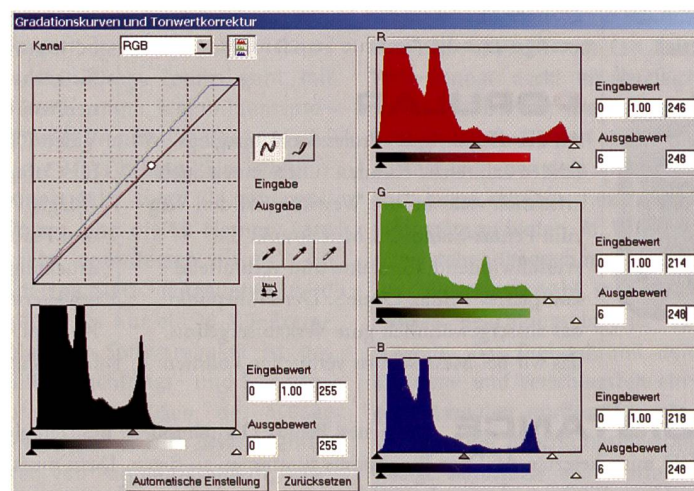 Gradationskurven und Tonwertkorrektur
Kanal
RGB
Eingabe
Ausgabe
Eingabewert
0 1.00 255
Ausgabewert
0 255
Automatische Einstellung
Zurücksetzen
R
Eingabewert
0 1.00 246
Ausgabewert
6 248
G
Eingabewert
0 1.00 214
Ausgabewert
6 248
B
Eingabewert
0 1.00 218
Ausgabewert
6 248